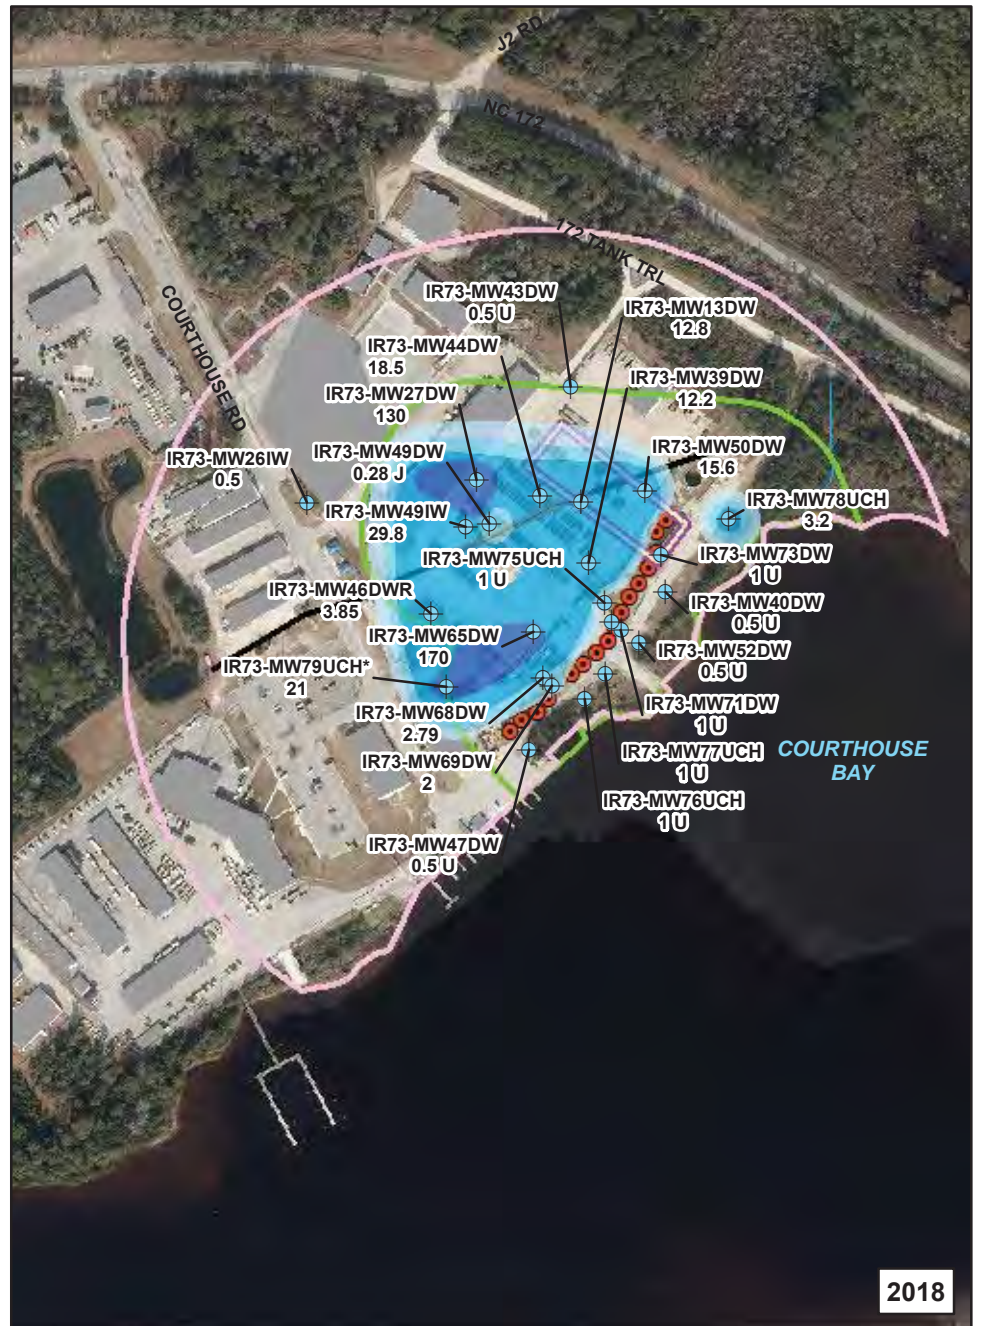 J2 RD
NC 172
172 TANK TRL
COURTHOUSE RD
IR73-MW43DW
0.5 U
IR73-MW13DW
12.8
IR73-MW44DW
18.5
IR73-MW39DW
12.2
IR73-MW27DW
130
IR73-MW49DW
0.28 J
IR73-MW50DW
15.6
IR73-MW26IW
0.5
IR73-MW78UCH
3.2
IR73-MW49IW
29.8
IR73-MW75UCH
1 U
IR73-MW73DW
1 U
IR73-MW46DWR
3.85
IR73-MW40DW
0.5 U
IR73-MW65DW
170
IR73-MW52DW
0.5 U
IR73-MW79UCH*
21
IR73-MW68DW
2.79
IR73-MW71DW
1 U
IR73-MW69DW
2
IR73-MW77UCH
1 U
COURTHOUSE
BAY
IR73-MW76UCH
1 U
IR73-MW47DW
0.5 U
2018